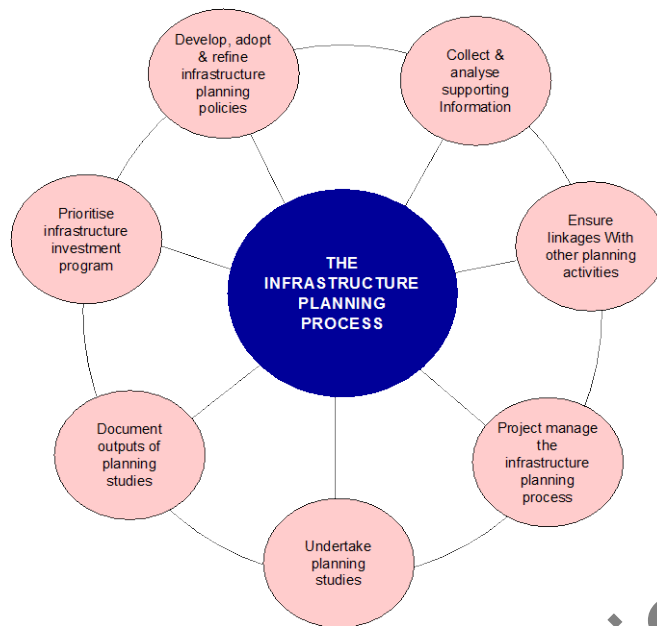 Develop, adopt
& refine
infrastructure
planning
policies
Collect &
analyse
supporting
Information
Ensure
linkages With
other planning
activities
Project manage
the
infrastructure
planning
process
Undertake
planning
studies
Document
outputs of
planning
studies
Prioritise
infrastructure
investment
program
THE
INFRASTRUCTURE
PLANNING
PROCESS